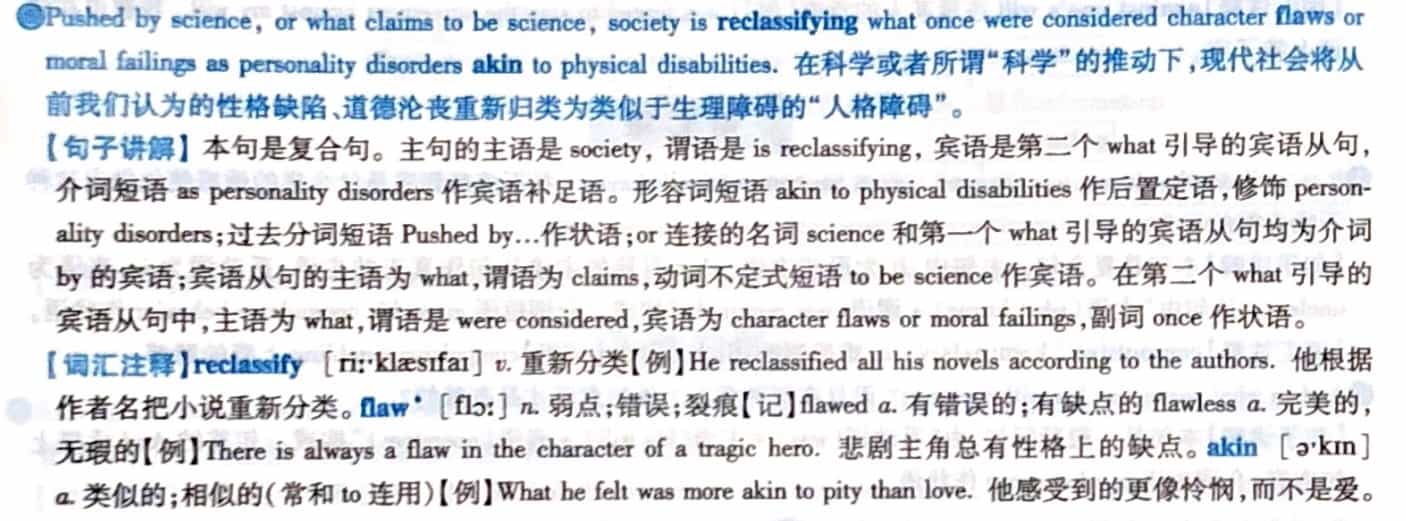 Pushed by science, or what claims to be science, society is reclassifying what once were considered character flaws or
moral failings as personality disorders akin to physical disabilities. 在科学或者所谓“科学”的推动下,现代社会将从
前我们认为的性格缺陷、道德沦丧重新归类为类似于生理障碍的“人格障碍”。
【句子讲解】本句是复合句。主句的主语是 society, 谓语是 is reclassifying, 宾语是第二个 what 引导的宾语从句,
介词短语 as personality disorders 作宾语补足语。形容词短语 akin to physical disabilities 作后置定语,修饰 person-
ality disorders;过去分词短语 Pushed by…作状语;or 连接的名词 science 和第一个 what 引导的宾语从句均为介词
by 的宾语;宾语从句的主语为 what,谓语为 claims,动词不定式短语 to be science 作宾语。在第二个 what 引导的
宾语从句中,主语为 what,谓语是 were considered,宾语为 character flaws or moral failings,副词 once 作状语。
【词汇注释】reclassify [ri:ˈklæsɪfaɪ] v. 重新分类【例】He reclassified all his novels according to the authors. 他根据
作者名把小说重新分类。flaw* [flɔ:] n. 弱点;错误;裂痕【记】flawed a. 有错误的;有缺点的 flawless a. 完美的,
无瑕的【例】There is always a flaw in the character of a tragic hero. 悲剧主角总有性格上的缺点。akin [əˈkɪn]
a. 类似的;相似的(常和 to 连用)【例】What he felt was more akin to pity than love. 他感受到的更像怜悯,而不是爱。